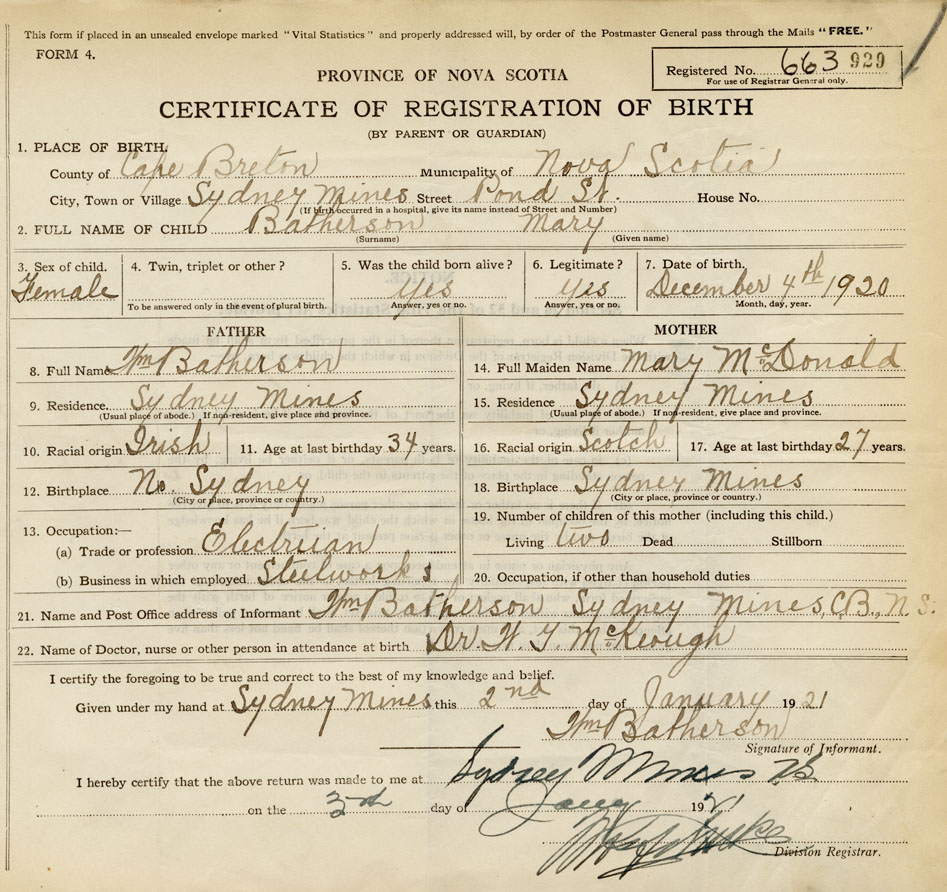 This form if placed in an unsealed envelope marked "Vital Statistics" and properly addressed will, by order of the Postmaster General pass through the Mails "FREE."
FORM 4.
Registered No. 663 929
For use of Registrar General only.
PROVINCE OF NOVA SCOTIA
CERTIFICATE OF REGISTRATION OF BIRTH
(BY PARENT OR GUARDIAN)
1. PLACE OF BIRTH.
County of Cape Breton Municipality of Nova Scotia
City, Town or Village Sydney Mines Street Pond St. House No.
(If birth occurred in a hospital, give its name instead of Street and Number)
2. FULL NAME OF CHILD Batherson Mary
(Surname) (Given name)
3. Sex of child. 4. Twin, triplet or other? 5. Was the child born alive? 6. Legitimate? 7. Date of birth.
Female yes yes December 4th 1920
To be answered only in the event of plural birth. Answer, yes or no. Answer, yes or no. Month, day, year.
FATHER
8. Full Name Wm Batherson
9. Residence Sydney Mines
(Usual place of abode.) If non-resident, give place and province.
10. Racial origin Irish 11. Age at last birthday 34 years.
12. Birthplace No. Sydney
(City or place, province or country.)
13. Occupation:—
(a) Trade or profession Electrician
(b) Business in which employed Steelworks
MOTHER
14. Full Maiden Name Mary McDonald
15. Residence Sydney Mines
(Usual place of abode.) If non-resident, give place and province.
16. Racial origin Scotch 17. Age at last birthday 27 years.
18. Birthplace Sydney Mines
(City or place, province or country.)
19. Number of children of this mother (including this child.)
Living two Dead Stillborn
20. Occupation, if other than household duties
21. Name and Post Office address of Informant Wm Batherson Sydney Mines, C.B., N.S.
22. Name of Doctor, nurse or other person in attendance at birth Dr. W. J. McKeough
I certify the foregoing to be true and correct to the best of my knowledge and belief.
Given under my hand at Sydney Mines this 2nd day of January 1921
Wm Batherson
Signature of Informant.
I hereby certify that the above return was made to me at Sydney Mines
on the 3rd day of Jany 1921
Division Registrar.